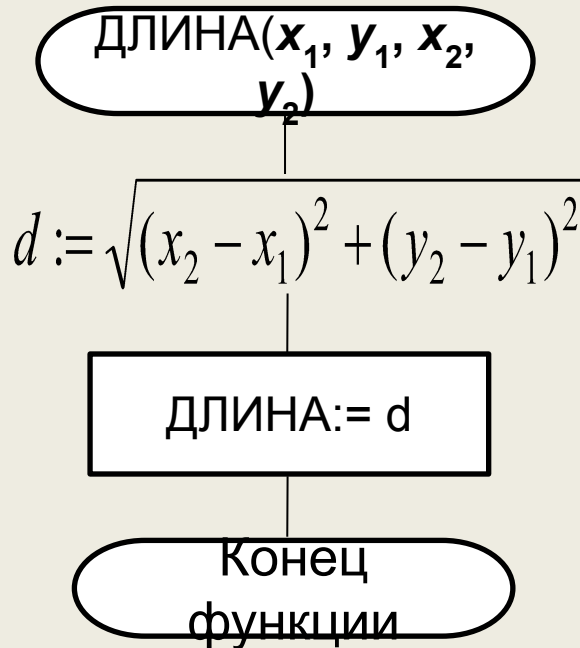 ДЛИНА(x₁, y₁, x₂,
y₂)
d := √(x₂ − x₁)² + (y₂ − y₁)²
ДЛИНА:= d
Конец
функции